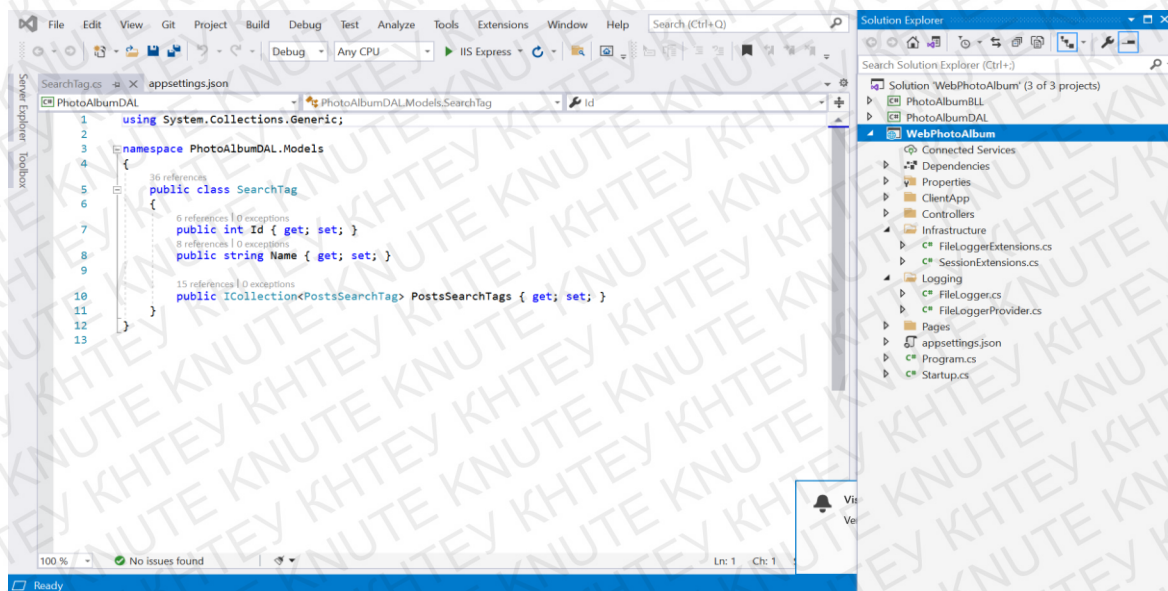 File Edit View Git Project Build Debug Test Analyze Tools Extensions Window Help Search (Ctrl+Q)
Debug Any CPU IIS Express
SearchTag.cs appsettings.json
PhotoAlbumDAL PhotoAlbumDAL.Models.SearchTag Id
Server Explorer
Toolbox
1 using System.Collections.Generic;
2
3 namespace PhotoAlbumDAL.Models
4 {
36 references
5 public class SearchTag
6 {
6 references | 0 exceptions
7 public int Id { get; set; }
8 references | 0 exceptions
8 public string Name { get; set; }
9
15 references | 0 exceptions
10 public ICollection<PostsSearchTag> PostsSearchTags { get; set; }
11 }
12 }
13
100 % No issues found Ln: 1 Ch: 1
Ready
Solution Explorer
Search Solution Explorer (Ctrl+;)
Solution 'WebPhotoAlbum' (3 of 3 projects)
C# PhotoAlbumBLL
C# PhotoAlbumDAL
WebPhotoAlbum
Connected Services
Dependencies
Properties
ClientApp
Controllers
Infrastructure
C# FileLoggerExtensions.cs
C# SessionExtensions.cs
Logging
C# FileLogger.cs
C# FileLoggerProvider.cs
Pages
appsettings.json
C# Program.cs
C# Startup.cs
KNUTE KHTEY KNUTE KHTEY